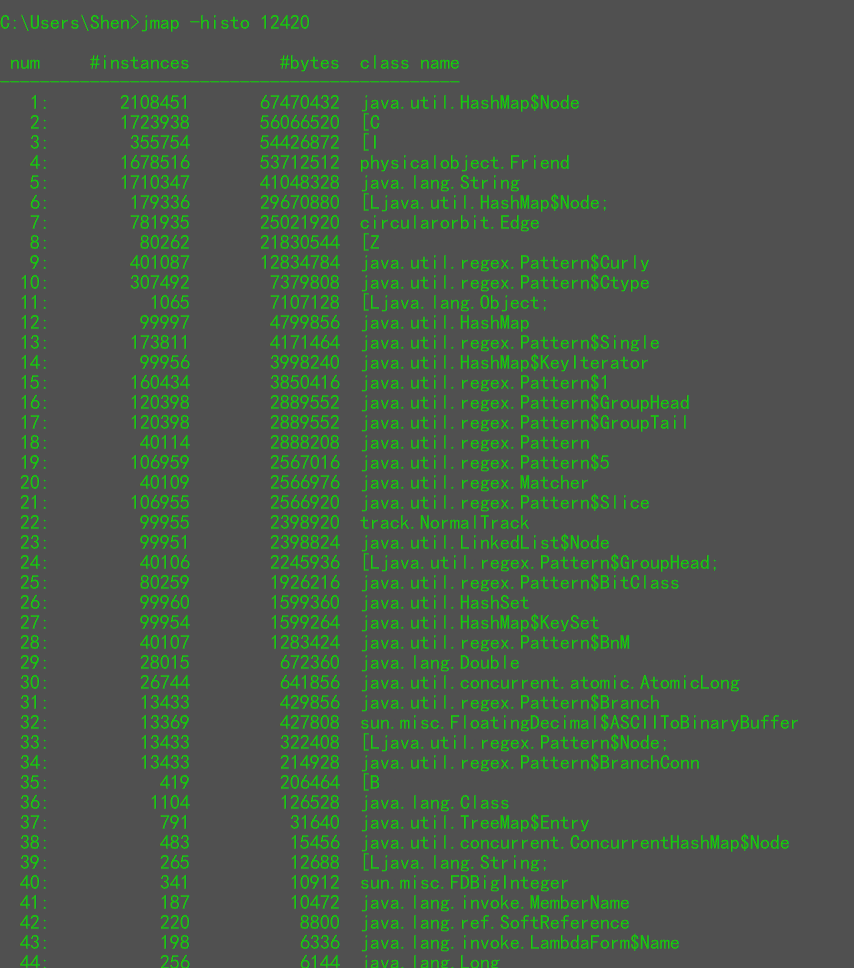 C:\Users\Shen>jmap -histo 12420
num #instances #bytes class name
----------------------------------------------
1: 2108451 67470432 java.util.HashMap$Node
2: 1723938 56066520 [C
3: 355754 54426872 [I
4: 1678516 53712512 physicalobject.Friend
5: 1710347 41048328 java.lang.String
6: 179336 29670880 [Ljava.util.HashMap$Node;
7: 781935 25021920 circularorbit.Edge
8: 80262 21830544 [Z
9: 401087 12834784 java.util.regex.Pattern$Curly
10: 307492 7379808 java.util.regex.Pattern$Ctype
11: 1065 7107128 [Ljava.lang.Object;
12: 99997 4799856 java.util.HashMap
13: 173811 4171464 java.util.regex.Pattern$Single
14: 99956 3998240 java.util.HashMap$KeyIterator
15: 160434 3850416 java.util.regex.Pattern$1
16: 120398 2889552 java.util.regex.Pattern$GroupHead
17: 120398 2889552 java.util.regex.Pattern$GroupTail
18: 40114 2888208 java.util.regex.Pattern
19: 106959 2567016 java.util.regex.Pattern$5
20: 40109 2566976 java.util.regex.Matcher
21: 106955 2566920 java.util.regex.Pattern$Slice
22: 99955 2398920 track.NormalTrack
23: 99951 2398824 java.util.LinkedList$Node
24: 40106 2245936 [Ljava.util.regex.Pattern$GroupHead;
25: 80259 1926216 java.util.regex.Pattern$BitClass
26: 99960 1599360 java.util.HashSet
27: 99954 1599264 java.util.HashMap$KeySet
28: 40107 1283424 java.util.regex.Pattern$BnM
29: 28015 672360 java.lang.Double
30: 26744 641856 java.util.concurrent.atomic.AtomicLong
31: 13433 429856 java.util.regex.Pattern$Branch
32: 13369 427808 sun.misc.FloatingDecimal$ASCIIToBinaryBuffer
33: 13433 322408 [Ljava.util.regex.Pattern$Node;
34: 13433 214928 java.util.regex.Pattern$BranchConn
35: 419 206464 [B
36: 1104 126528 java.lang.Class
37: 791 31640 java.util.TreeMap$Entry
38: 483 15456 java.util.concurrent.ConcurrentHashMap$Node
39: 265 12688 [Ljava.lang.String;
40: 341 10912 sun.misc.FDBigInteger
41: 187 10472 java.lang.invoke.MemberName
42: 220 8800 java.lang.ref.SoftReference
43: 198 6336 java.lang.invoke.LambdaForm$Name
44: 256 6144 java.lang.Long